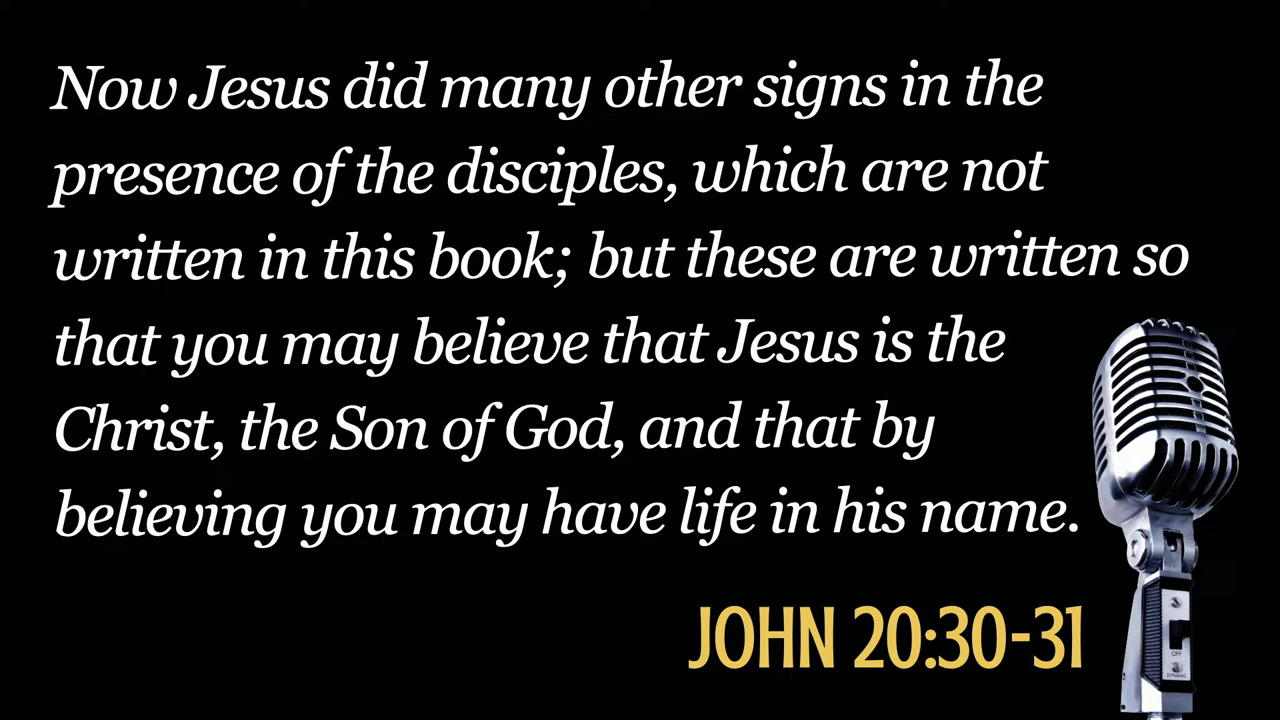 Now Jesus did many other signs in the
presence of the disciples, which are not
written in this book; but these are written so
that you may believe that Jesus is the
Christ, the Son of God, and that by
believing you may have life in his name.
JOHN 20:30-31
OFF
DYNAMIC